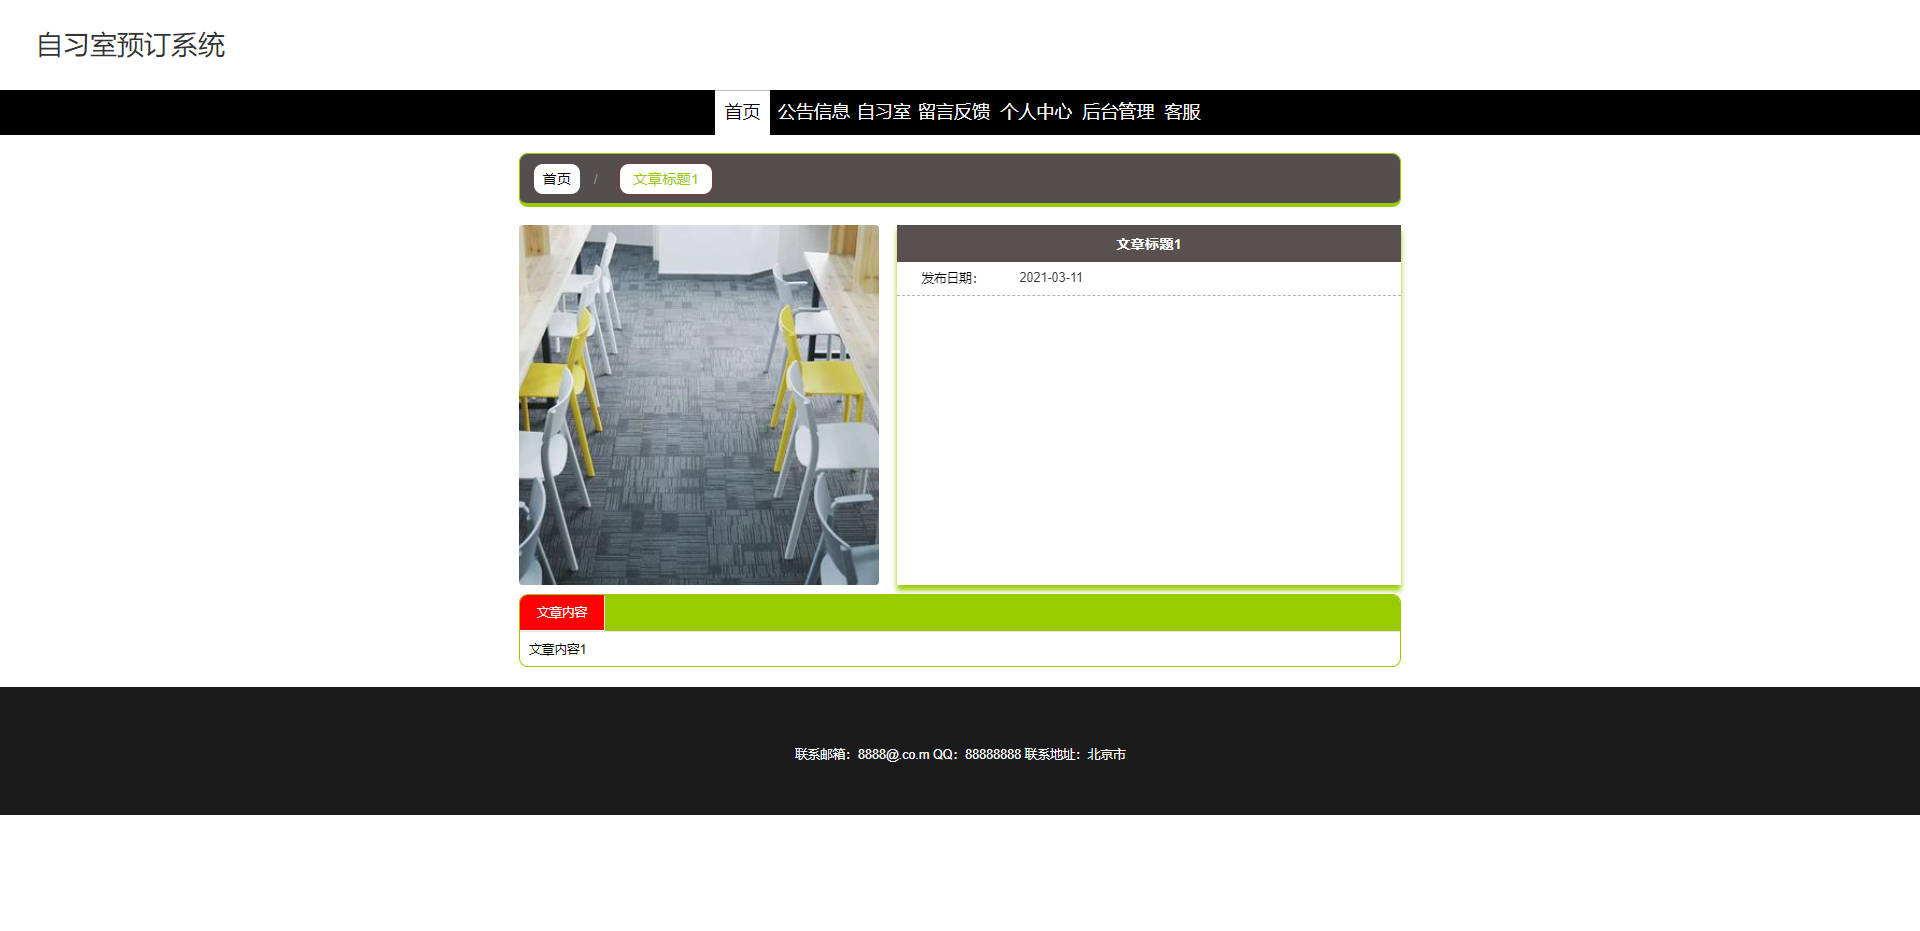 自习室预订系统
首页 公告信息 自习室 留言反馈 个人中心 后台管理 客服
首页 / 文章标题1
文章标题1
发布日期： 2021-03-11
文章内容
文章内容1
联系邮箱：8888@.co.m QQ：88888888 联系地址：北京市